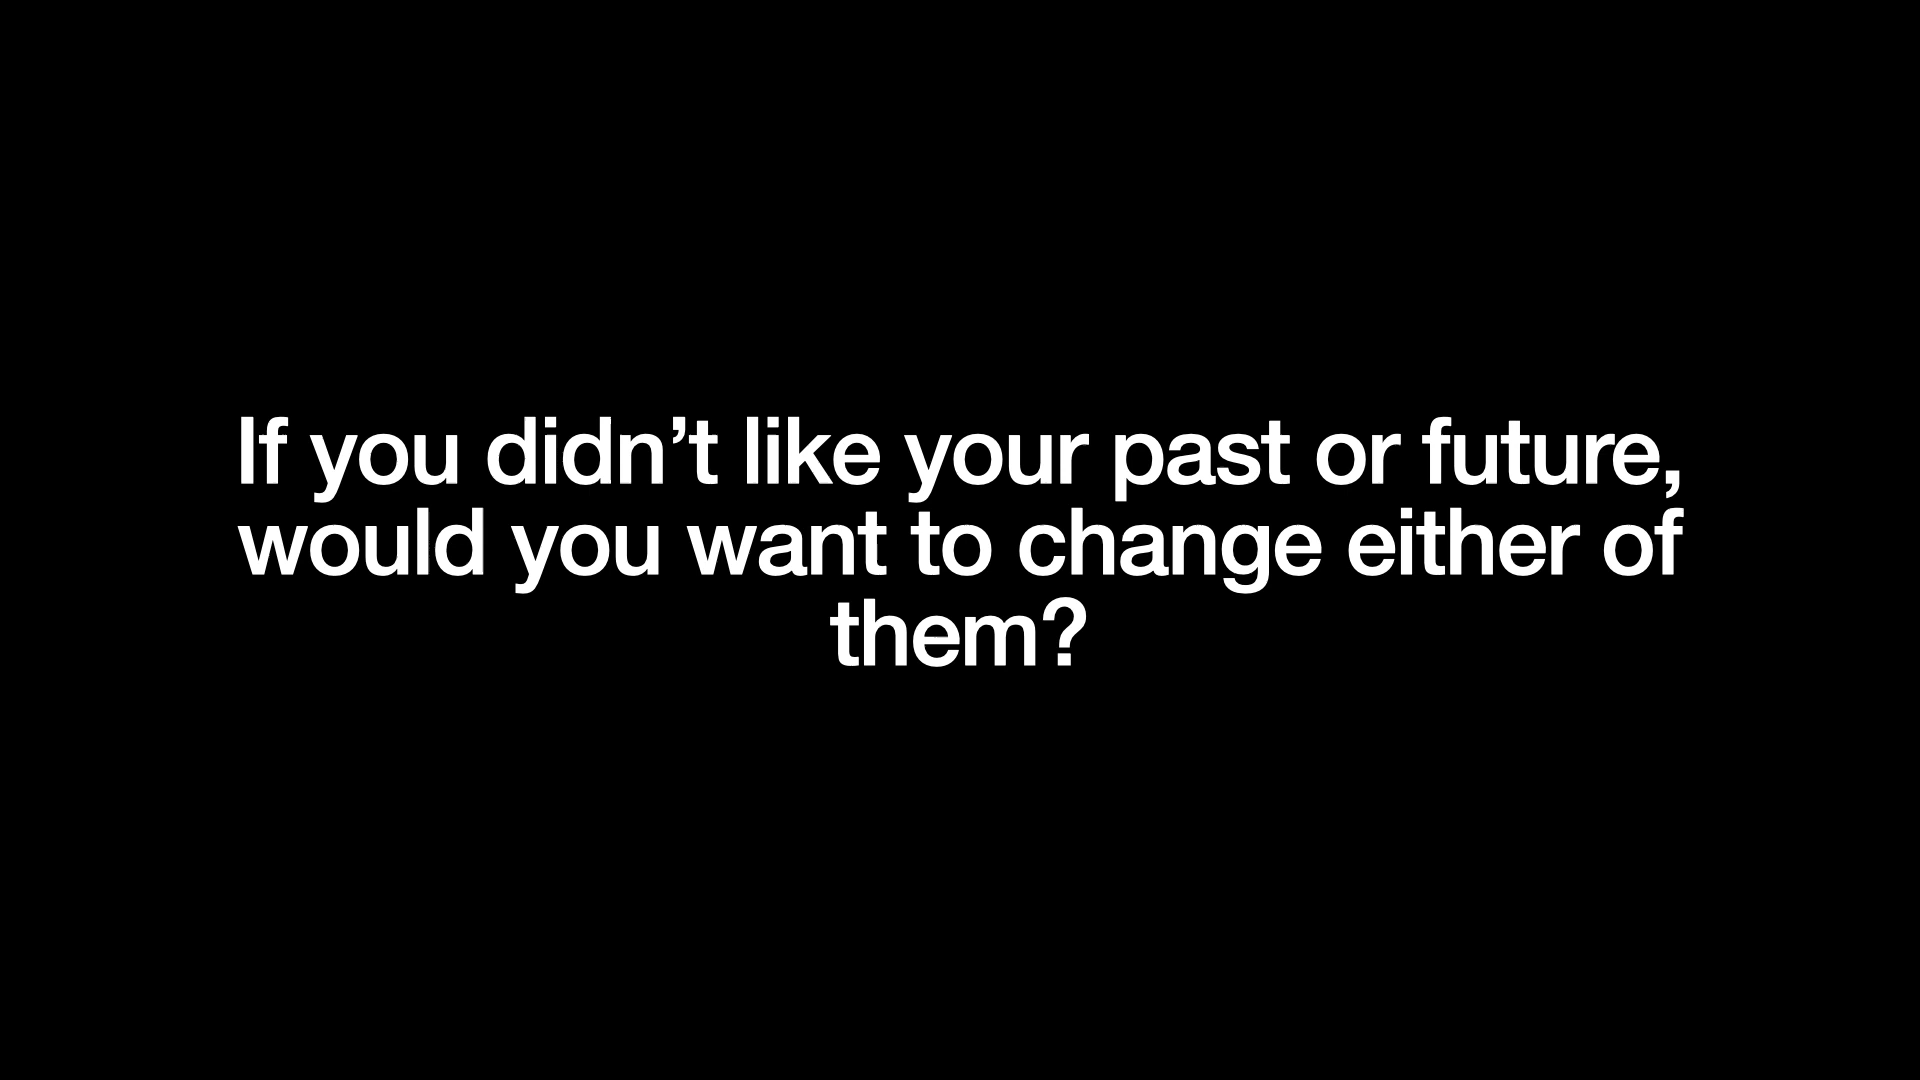 If you didn’t like your past or future,
would you want to change either of
them?